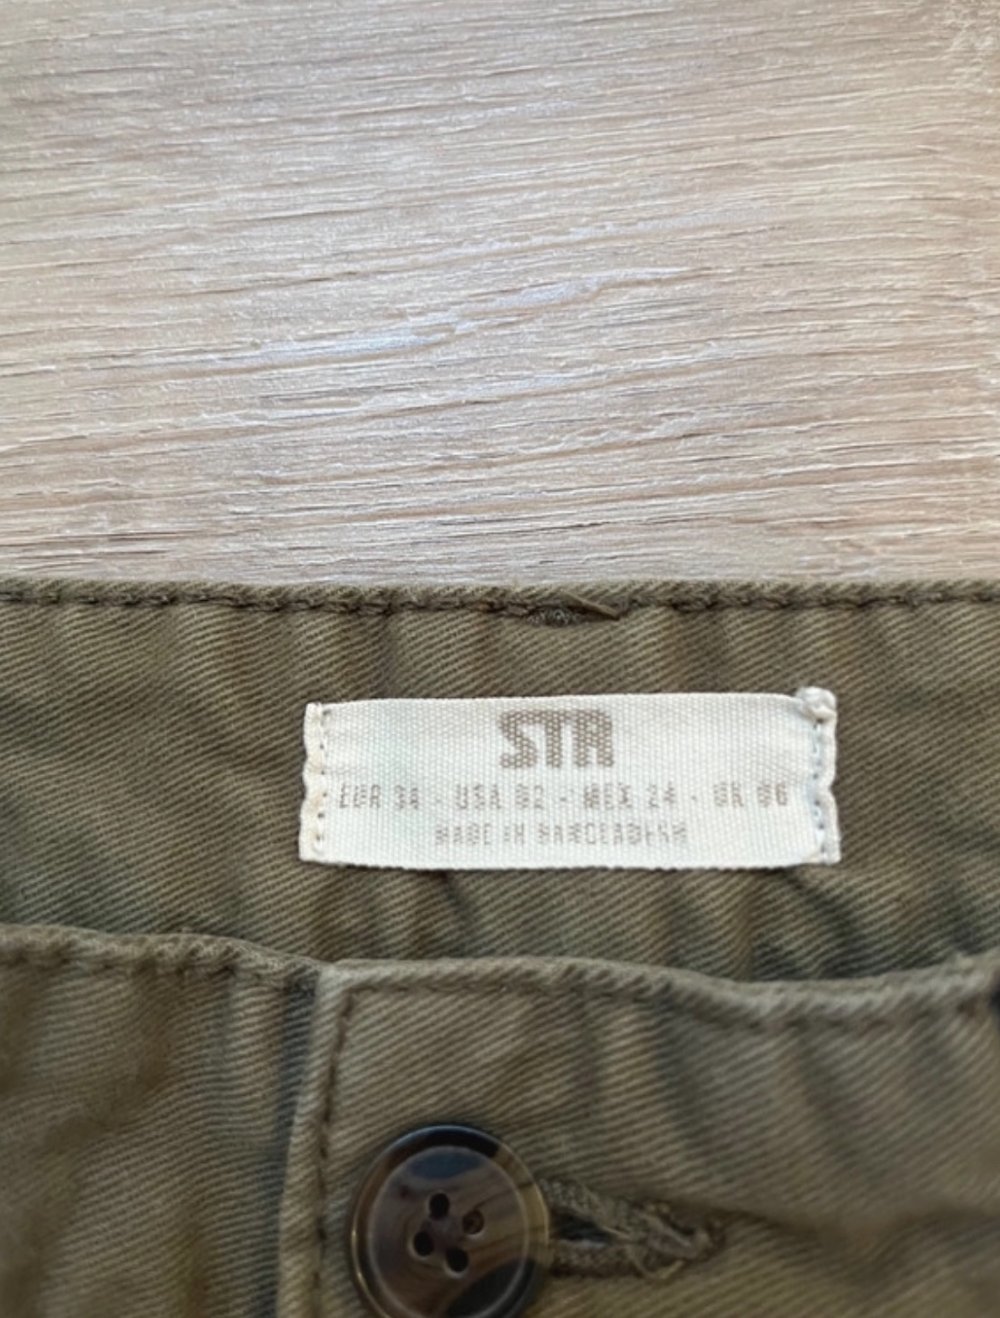 STR
EUR 34 - USA 02 - MEX 24 - UK 06
MADE IN BANGLADESH